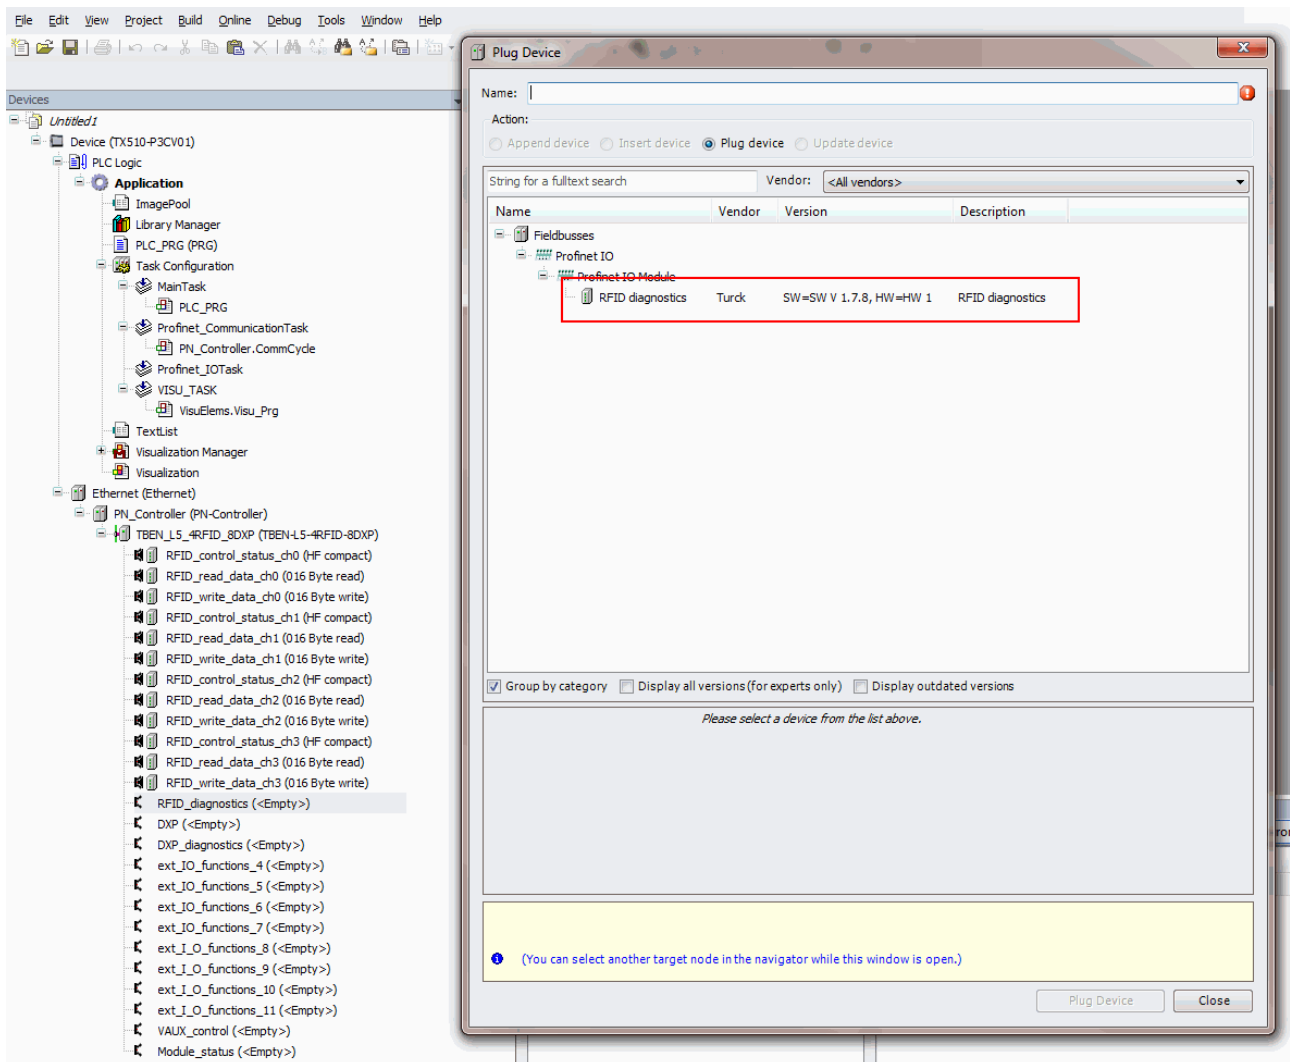 File Edit View Project Build Online Debug Tools Window Help
Devices
Untitled1
Device (TX510-P3CV01)
PLC Logic
Application
ImagePool
Library Manager
PLC_PRG (PRG)
Task Configuration
MainTask
PLC_PRG
Profinet_CommunicationTask
PN_Controller.CommCycle
Profinet_IOTask
VISU_TASK
VisuElems.Visu_Prg
TextList
Visualization Manager
Visualization
Ethernet (Ethernet)
PN_Controller (PN-Controller)
TBEN_L5_4RFID_8DXP (TBEN-L5-4RFID-8DXP)
RFID_control_status_ch0 (HF compact)
RFID_read_data_ch0 (016 Byte read)
RFID_write_data_ch0 (016 Byte write)
RFID_control_status_ch1 (HF compact)
RFID_read_data_ch1 (016 Byte read)
RFID_write_data_ch1 (016 Byte write)
RFID_control_status_ch2 (HF compact)
RFID_read_data_ch2 (016 Byte read)
RFID_write_data_ch2 (016 Byte write)
RFID_control_status_ch3 (HF compact)
RFID_read_data_ch3 (016 Byte read)
RFID_write_data_ch3 (016 Byte write)
RFID_diagnostics (<Empty>)
DXP (<Empty>)
DXP_diagnostics (<Empty>)
ext_IO_functions_4 (<Empty>)
ext_IO_functions_5 (<Empty>)
ext_IO_functions_6 (<Empty>)
ext_IO_functions_7 (<Empty>)
ext_I_O_functions_8 (<Empty>)
ext_I_O_functions_9 (<Empty>)
ext_I_O_functions_10 (<Empty>)
ext_I_O_functions_11 (<Empty>)
VAUX_control (<Empty>)
Module_status (<Empty>)
Plug Device
Name:
Action:
Append device Insert device Plug device Update device
String for a fulltext search Vendor: <All vendors>
Name Vendor Version Description
Fieldbusses
Profinet IO
Profinet IO Module
RFID diagnostics Turck SW=SW V 1.7.8, HW=HW 1 RFID diagnostics
Group by category Display all versions (for experts only) Display outdated versions
Please select a device from the list above.
(You can select another target node in the navigator while this window is open.)
Plug Device Close